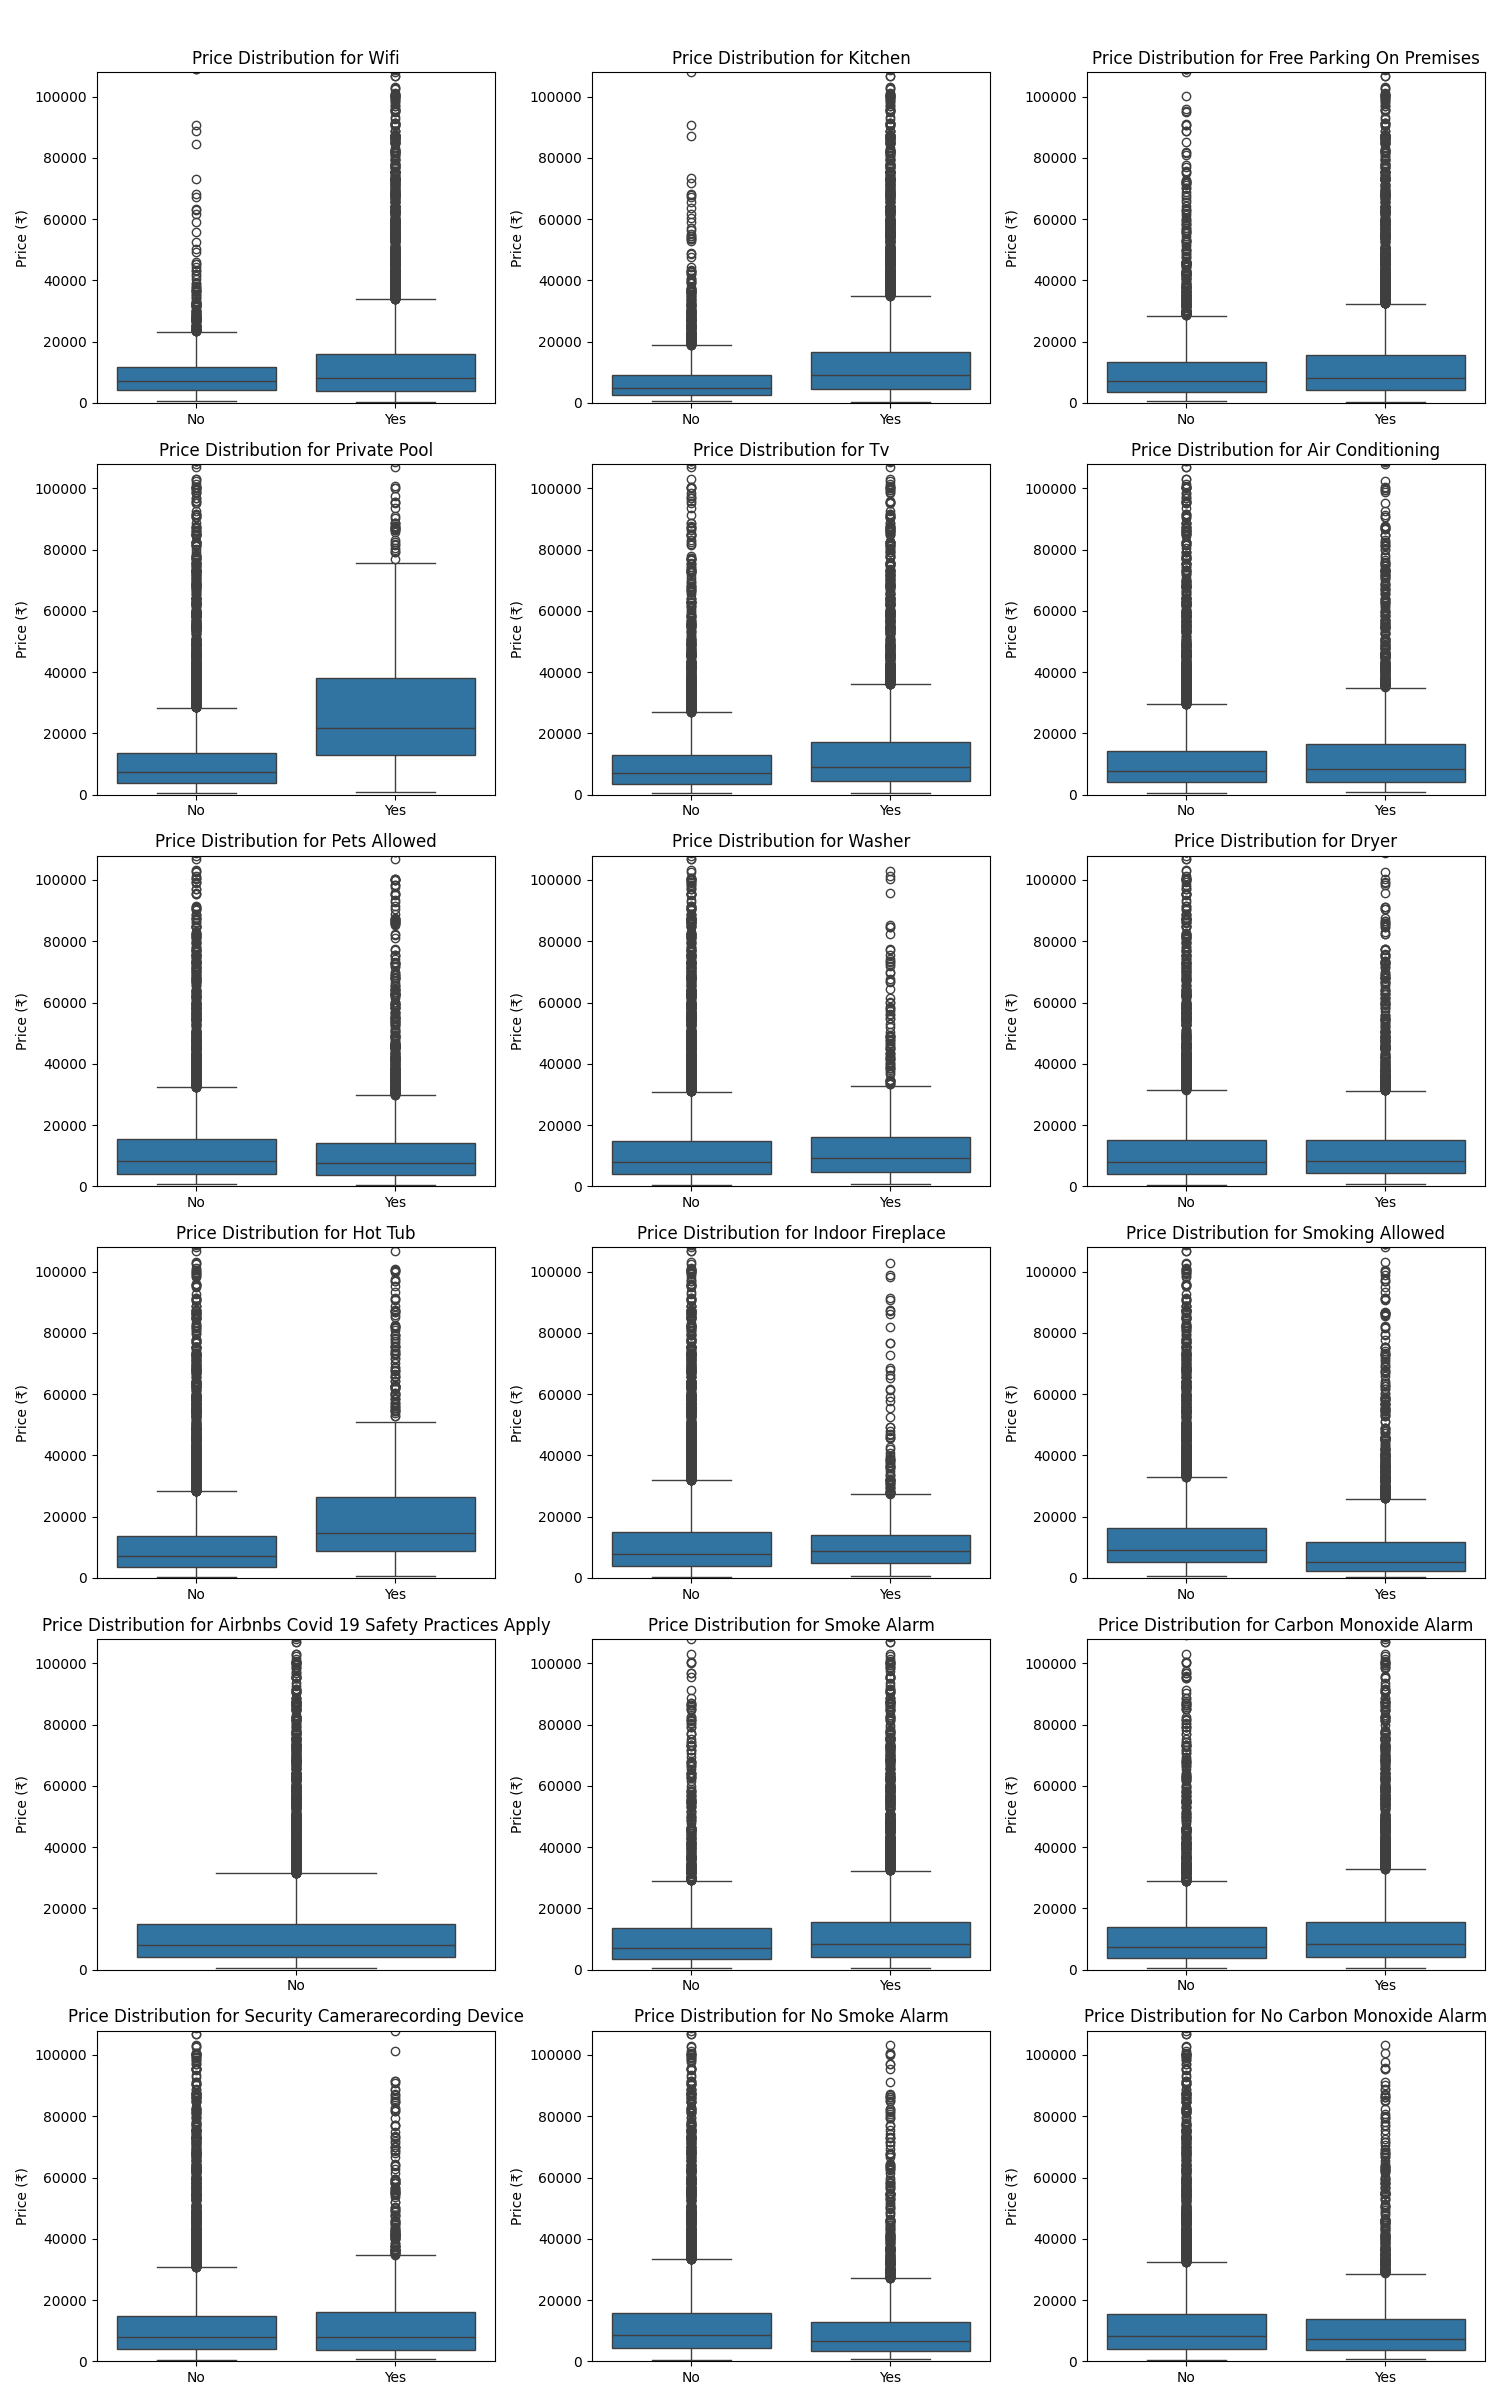 Price Distribution for Wifi
Price (₹)
100000
80000
60000
40000
20000
0
No Yes
Price Distribution for Kitchen
Price (₹)
100000
80000
60000
40000
20000
0
No Yes
Price Distribution for Free Parking On Premises
Price (₹)
100000
80000
60000
40000
20000
0
No Yes
Price Distribution for Private Pool
Price (₹)
100000
80000
60000
40000
20000
0
No Yes
Price Distribution for Tv
Price (₹)
100000
80000
60000
40000
20000
0
No Yes
Price Distribution for Air Conditioning
Price (₹)
100000
80000
60000
40000
20000
0
No Yes
Price Distribution for Pets Allowed
Price (₹)
100000
80000
60000
40000
20000
0
No Yes
Price Distribution for Washer
Price (₹)
100000
80000
60000
40000
20000
0
No Yes
Price Distribution for Dryer
Price (₹)
100000
80000
60000
40000
20000
0
No Yes
Price Distribution for Hot Tub
Price (₹)
100000
80000
60000
40000
20000
0
No Yes
Price Distribution for Indoor Fireplace
Price (₹)
100000
80000
60000
40000
20000
0
No Yes
Price Distribution for Smoking Allowed
Price (₹)
100000
80000
60000
40000
20000
0
No Yes
Price Distribution for Airbnbs Covid 19 Safety Practices Apply
Price (₹)
100000
80000
60000
40000
20000
0
No
Price Distribution for Smoke Alarm
Price (₹)
100000
80000
60000
40000
20000
0
No Yes
Price Distribution for Carbon Monoxide Alarm
Price (₹)
100000
80000
60000
40000
20000
0
No Yes
Price Distribution for Security Camerarecording Device
Price (₹)
100000
80000
60000
40000
20000
0
No Yes
Price Distribution for No Smoke Alarm
Price (₹)
100000
80000
60000
40000
20000
0
No Yes
Price Distribution for No Carbon Monoxide Alarm
Price (₹)
100000
80000
60000
40000
20000
0
No Yes